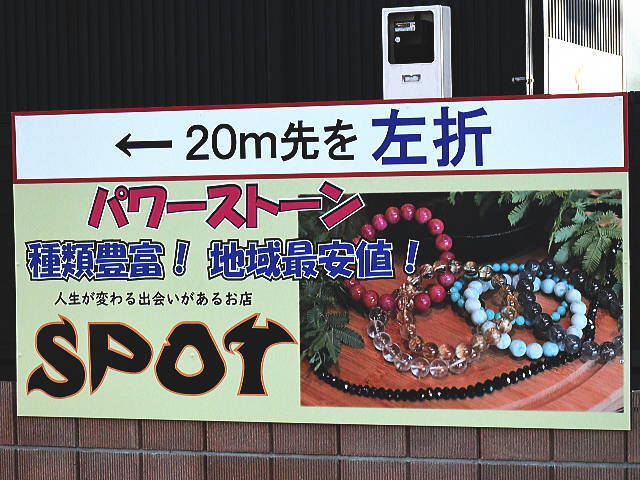 ← 20m先を 左折
パワーストーン
種類豊富！ 地域最安値！
人生が変わる出会いがあるお店
SPOT